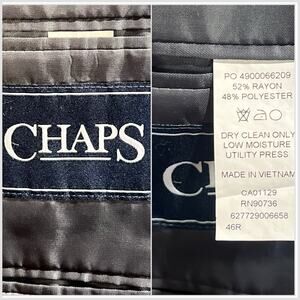 CHAPS
CH
PO 4900066209
52% RAYON
48% POLYESTER
DRY CLEAN ONLY
LOW MOISTURE
UTILITY PRESS
MADE IN VIETNAM
CA01129
RN90736
627729006658
46R